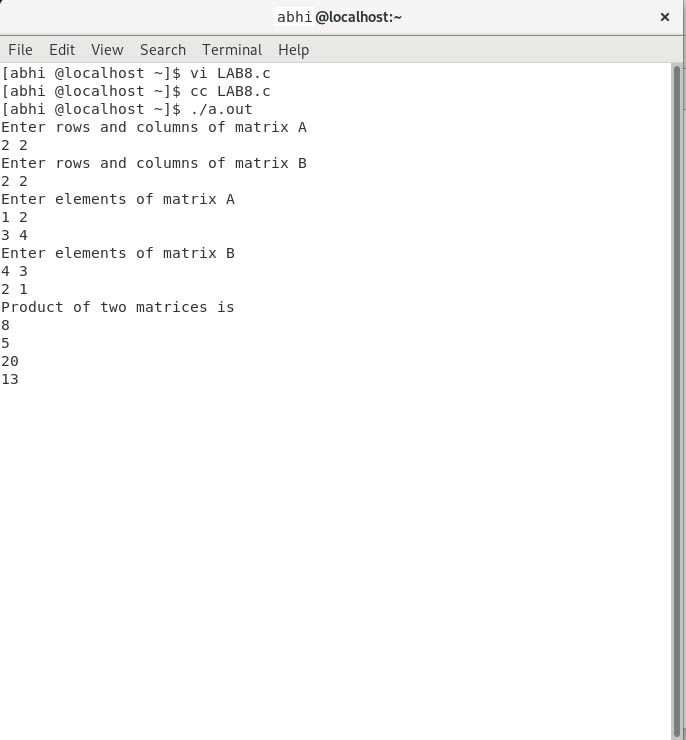 abhi@localhost:~
×
File Edit View Search Terminal Help
[abhi @localhost ~]$ vi LAB8.c
[abhi @localhost ~]$ cc LAB8.c
[abhi @localhost ~]$ ./a.out
Enter rows and columns of matrix A
2 2
Enter rows and columns of matrix B
2 2
Enter elements of matrix A
1 2
3 4
Enter elements of matrix B
4 3
2 1
Product of two matrices is
8
5
20
13